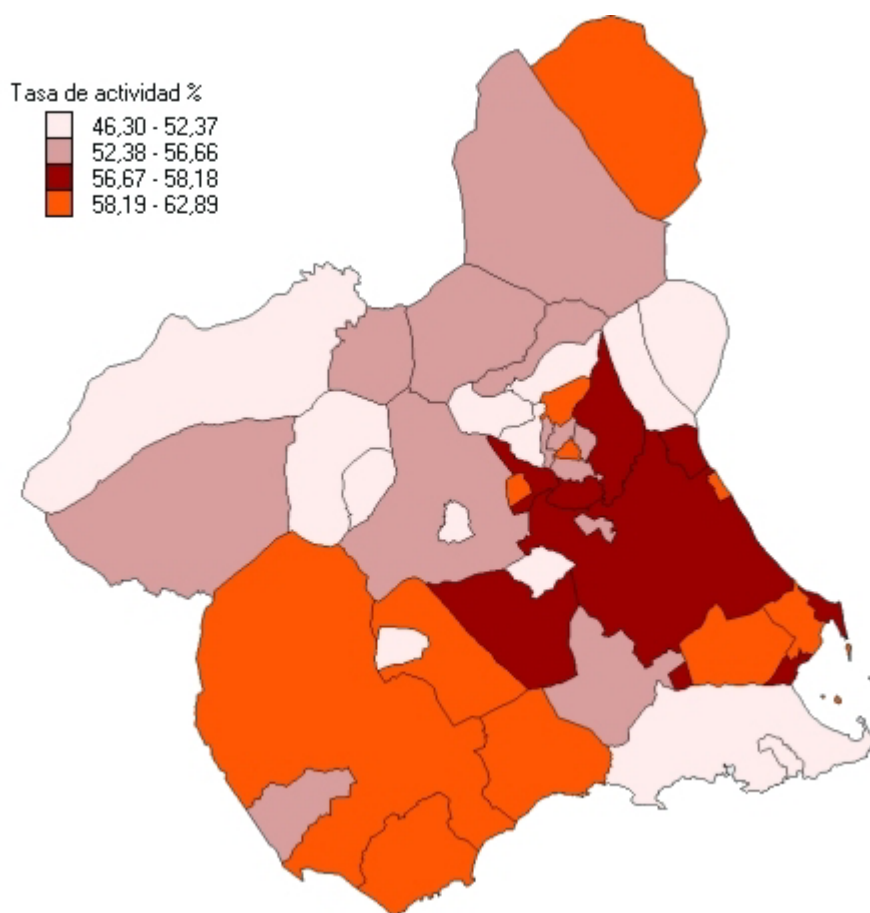 Tasa de actividad %
46,30 - 52,37
52,38 - 56,66
56,67 - 58,18
58,19 - 62,89